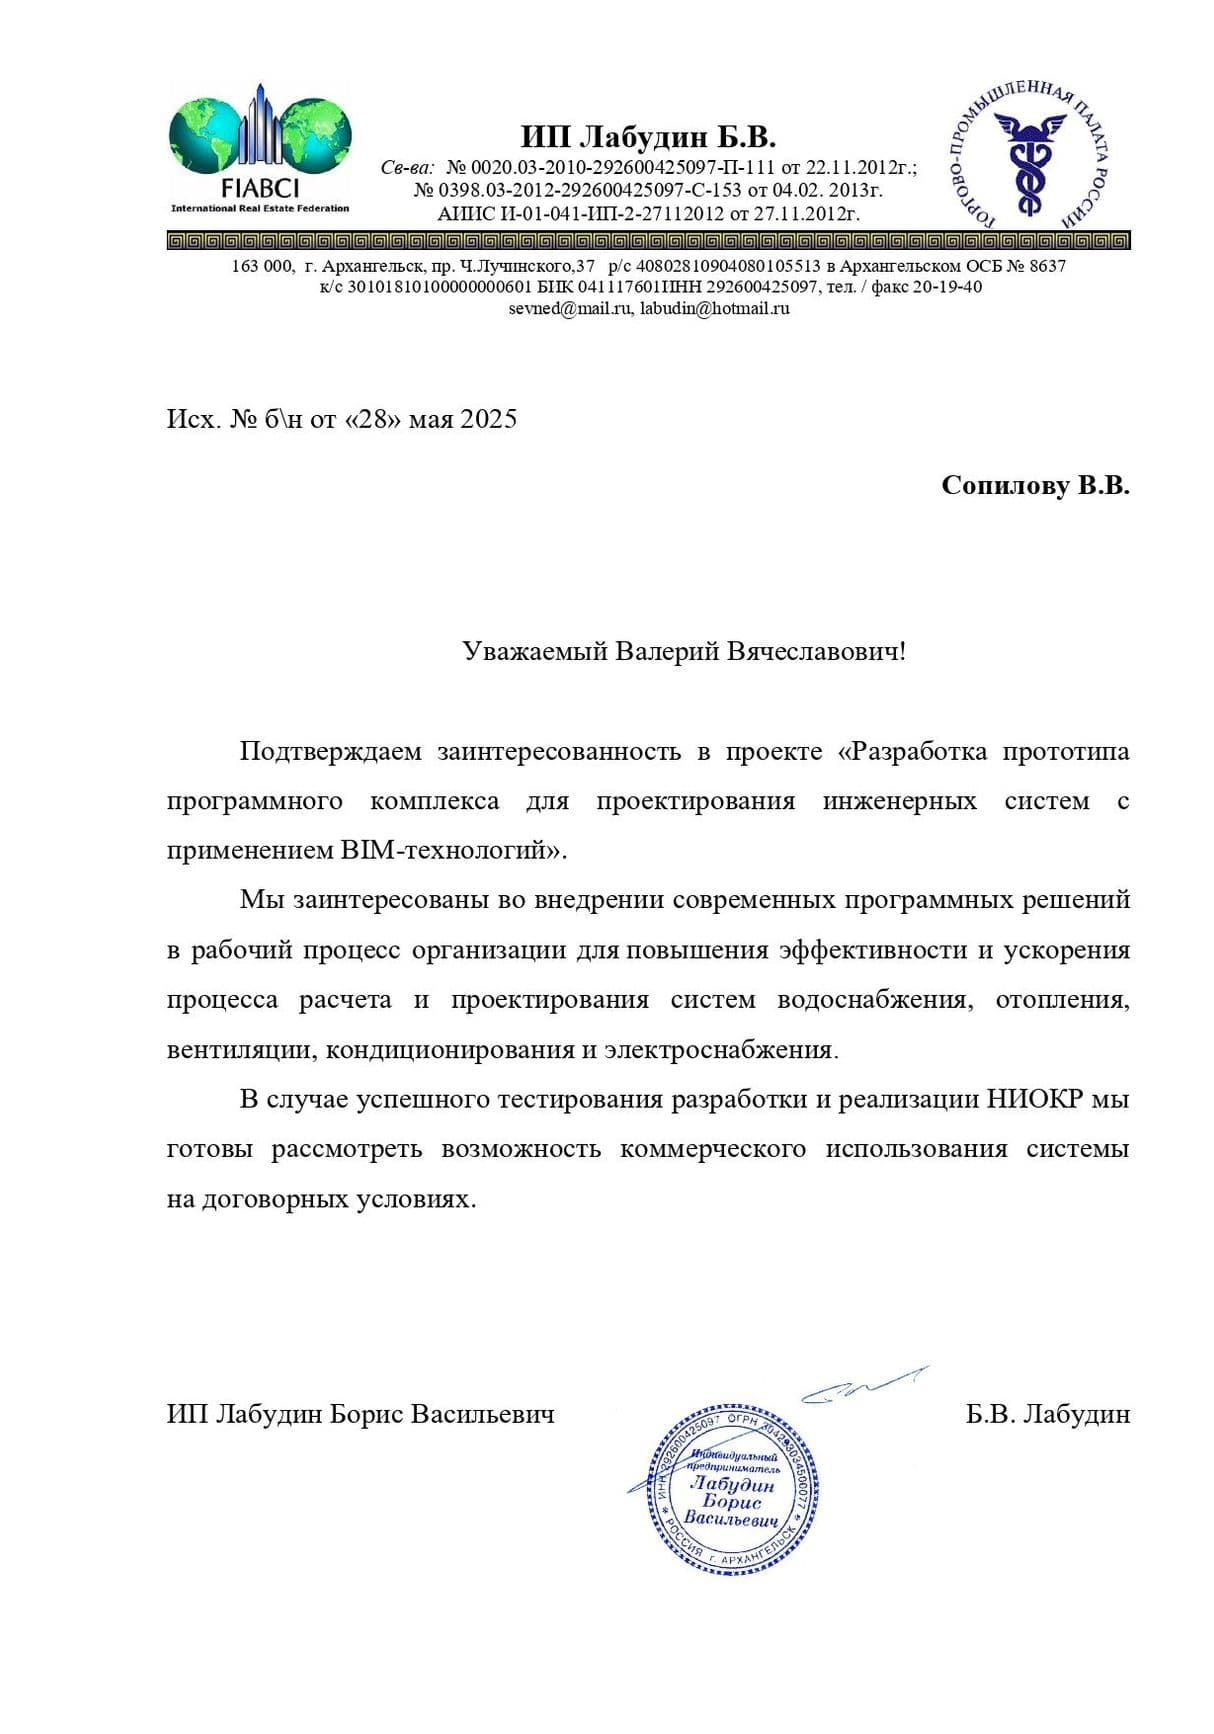 FIABCI
International Real Estate Federation
ТОРГОВО-ПРОМЫШЛЕННАЯ ПАЛАТА РОССИИ
ИП Лабудин Б.В.
Св-ва: № 0020.03-2010-292600425097-П-111 от 22.11.2012г.;
№ 0398.03-2012-292600425097-С-153 от 04.02. 2013г.
АИИС И-01-041-ИП-2-27112012 от 27.11.2012г.
163 000, г. Архангельск, пр. Ч.Лучинского,37 р/с 40802810904080105513 в Архангельском ОСБ № 8637
к/с 30101810100000000601 БИК 041117601ИНН 292600425097, тел. / факс 20-19-40
sevned@mail.ru, labudin@hotmail.ru
Исх. № б\н от «28» мая 2025
Сопилову В.В.
Уважаемый Валерий Вячеславович!
Подтверждаем заинтересованность в проекте «Разработка прототипа
программного комплекса для проектирования инженерных систем с
применением BIM-технологий».
Мы заинтересованы во внедрении современных программных решений
в рабочий процесс организации для повышения эффективности и ускорения
процесса расчета и проектирования систем водоснабжения, отопления,
вентиляции, кондиционирования и электроснабжения.
В случае успешного тестирования разработки и реализации НИОКР мы
готовы рассмотреть возможность коммерческого использования системы
на договорных условиях.
ИП Лабудин Борис Васильевич
Б.В. Лабудин
ИНН 292600425097 ОГРН
Индивидуальный
предприниматель
Лабудин
Борис
Васильевич
РОССИЯ г. АРХАНГЕЛЬСК